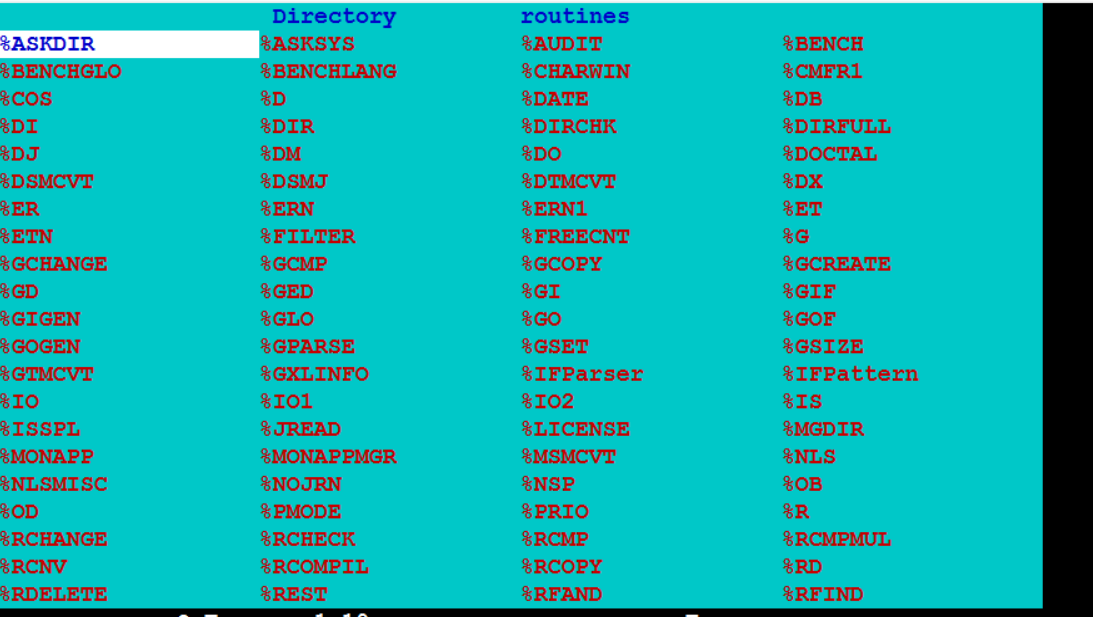 Directory routines
%ASKDIR %ASKSYS %AUDIT %BENCH
%BENCHGLO %BENCHLANG %CHARWIN %CMFR1
%COS %D %DATE %DB
%DI %DIR %DIRCHK %DIRFULL
%DJ %DM %DO %DOCTAL
%DSMCVT %DSMJ %DTMCVT %DX
%ER %ERN %ERN1 %ET
%ETN %FILTER %FREECNT %G
%GCHANGE %GCMP %GCOPY %GCREATE
%GD %GED %GI %GIF
%GIGEN %GLO %GO %GOF
%GOGEN %GPARSE %GSET %GSIZE
%GTMCVT %GXLINFO %IFParser %IFPattern
%IO %IO1 %IO2 %IS
%ISSPL %JREAD %LICENSE %MGDIR
%MONAPP %MONAPPMGR %MSMCVT %NLS
%NLSMISC %NOJRN %NSP %OB
%OD %PMODE %PRIO %R
%RCHANGE %RCHECK %RCMP %RCMPMUL
%RCNV %RCOMPIL %RCOPY %RD
%RDELETE %REST %RFAND %RFIND